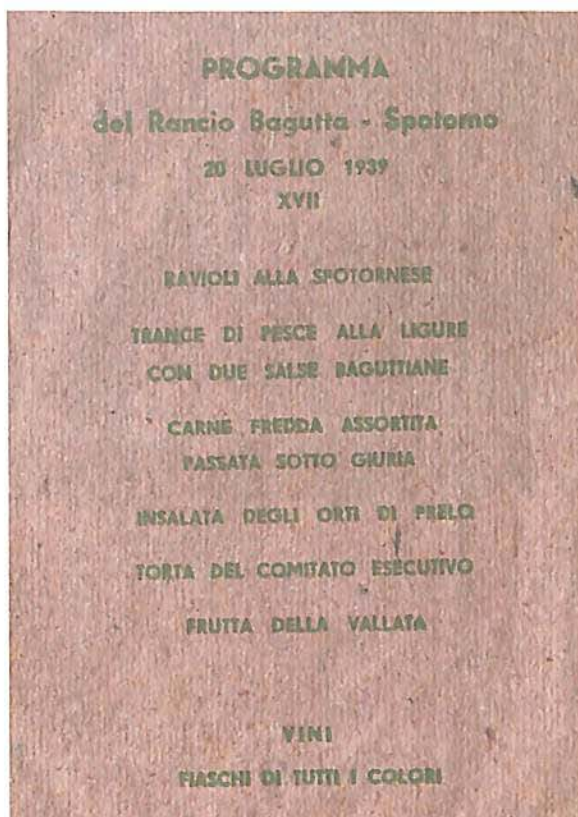 PROGRAMMA
del Rancio Bagutta - Spotorno
20 LUGLIO 1939
XVII
RAVIOLI ALLA SPOTORNESE
TRANCE DI PESCE ALLA LIGURE
CON DUE SALSE BAGUTTIANE
CARNE FREDDA ASSORTITA
PASSATA SOTTO GIURIA
INSALATA DEGLI ORTI DI PRELO
TORTA DEL COMITATO ESECUTIVO
FRUTTA DELLA VALLATA
VINI
FIASCHI DI TUTTI I COLORI